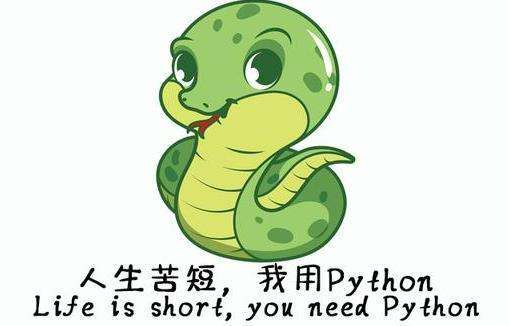 人生苦短，我用Python
Life is short, you need Python